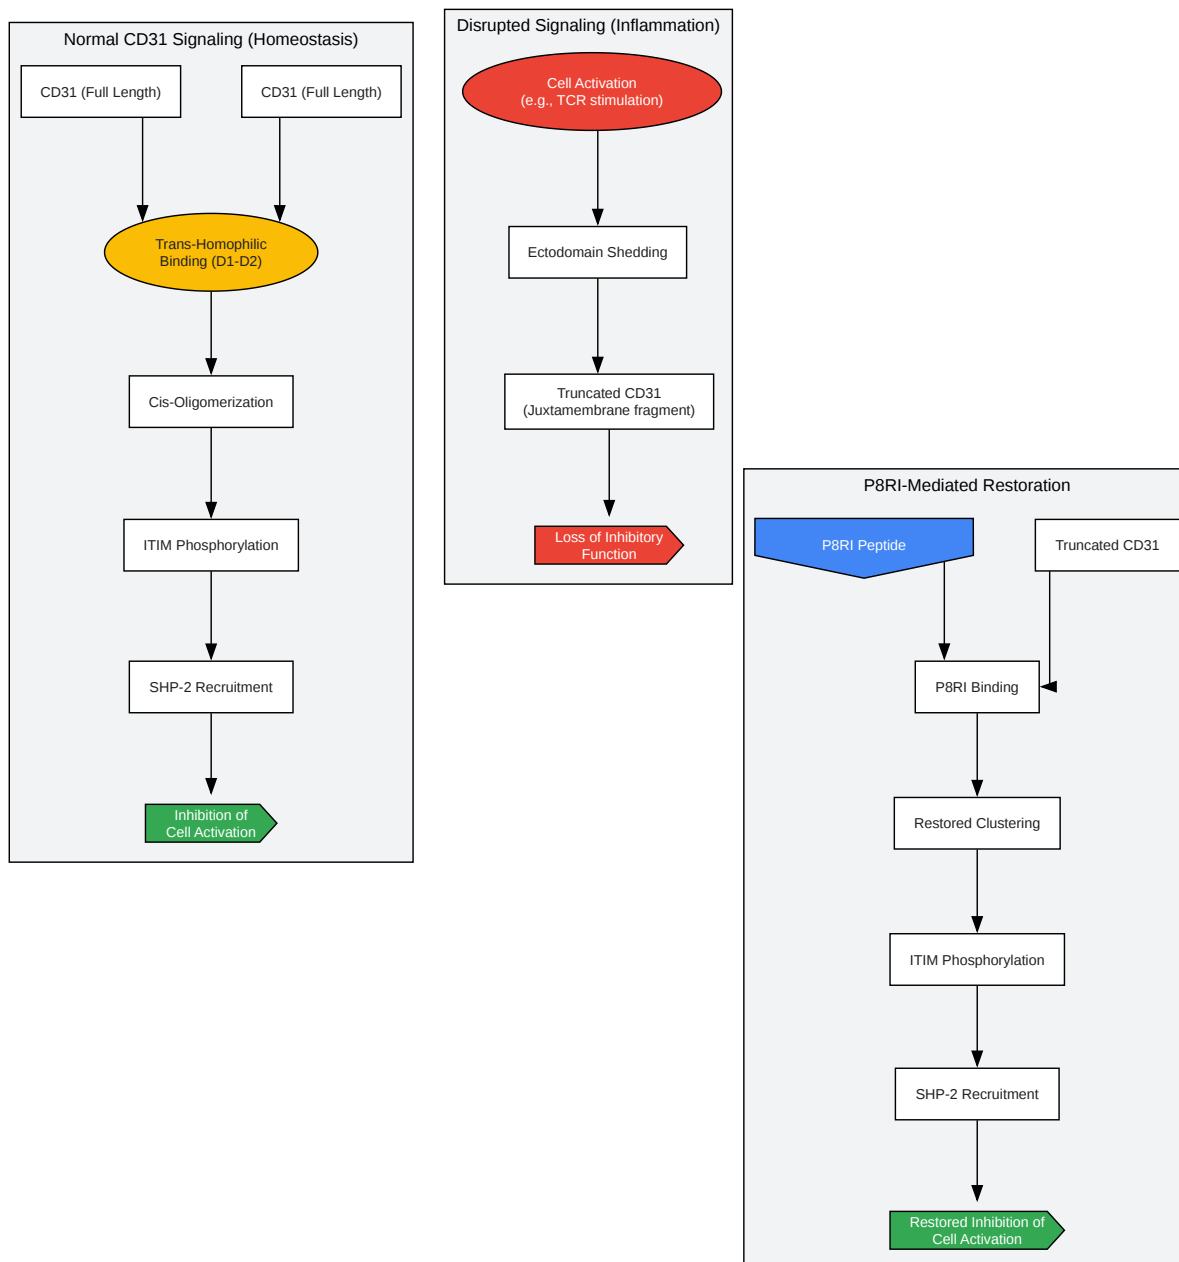 Normal CD31 Signaling (Homeostasis)
CD31 (Full Length)
CD31 (Full Length)
Trans-Homophilic
Binding (D1-D2)
Cis-Oligomerization
ITIM Phosphorylation
SHP-2 Recruitment
Inhibition of
Cell Activation
Disrupted Signaling (Inflammation)
Cell Activation
(e.g., TCR stimulation)
Ectodomain Shedding
Truncated CD31
(Juxtamembrane fragment)
Loss of Inhibitory
Function
P8RI-Mediated Restoration
P8RI Peptide
Truncated CD31
P8RI Binding
Restored Clustering
ITIM Phosphorylation
SHP-2 Recruitment
Restored Inhibition of
Cell Activation